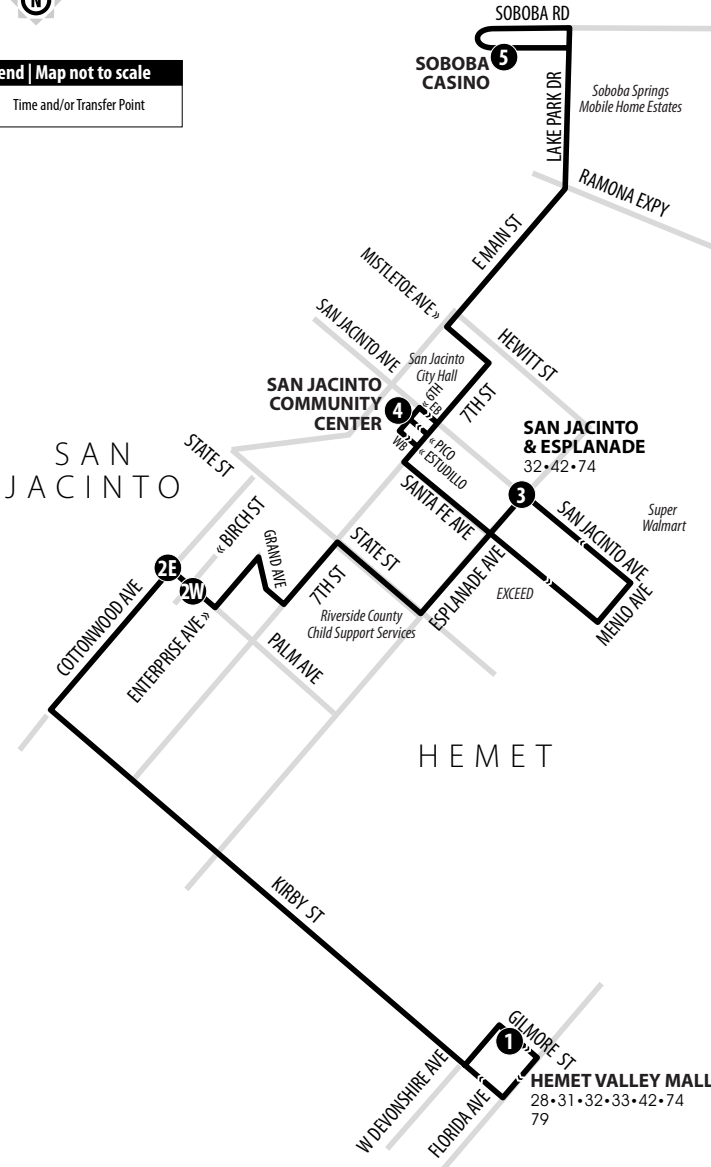 N
SOBOBA RD
end | Map not to scale
Time and/or Transfer Point
5
SOBOBA
CASINO
LAKE PARK DR
Soboba Springs
Mobile Home Estates
RAMONA EXPY
E MAIN ST
MISTLETOE AVE »
SAN JACINTO AVE
HEWITT ST
San Jacinto
City Hall
SAN JACINTO
COMMUNITY
CENTER
4
« 6TH
EB
7TH ST
WB
« PICO
« ESTUDILLO
SAN JACINTO
& ESPLANADE
32•42•74
3
SAN
JACINTO
STATE ST
« BIRCH ST
GRAND AVE
SANTA FE AVE
SAN JACINTO AVE
Super
Walmart
STATE ST
7TH ST
ESPLANADE AVE
EXCEED
MENLO AVE
2E
2W
COTTONWOOD AVE
ENTERPRISE AVE »
Riverside County
Child Support Services
PALM AVE
HEMET
KIRBY ST
1
GILMORE ST
W DEVONSHIRE AVE
FLORIDA AVE
HEMET VALLEY MALL
28•31•32•33•42•74
79